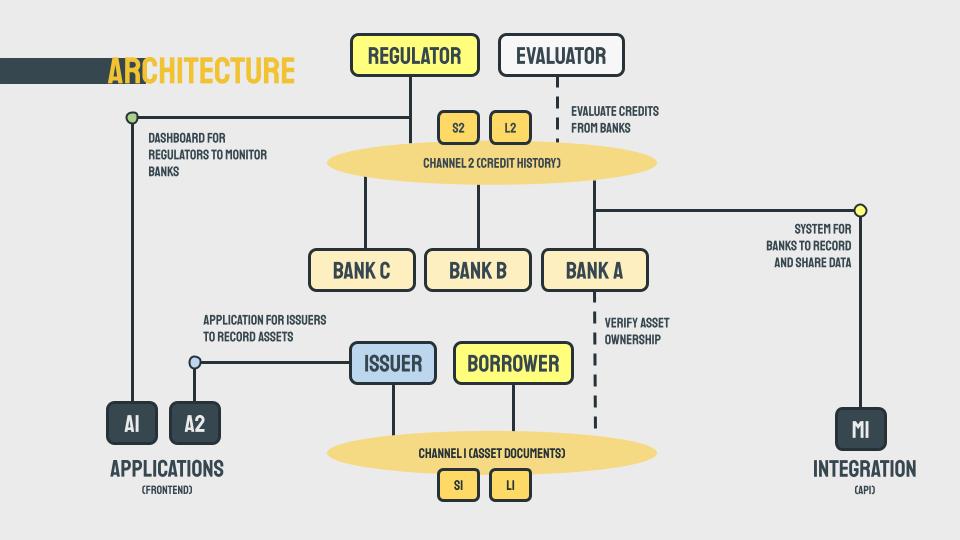 ARCHITECTURE
REGULATOR
EVALUATOR
S2
L2
EVALUATE CREDITS
FROM BANKS
DASHBOARD FOR
REGULATORS TO MONITOR
BANKS
CHANNEL 2 (CREDIT HISTORY)
SYSTEM FOR
BANKS TO RECORD
AND SHARE DATA
BANK C
BANK B
BANK A
APPLICATION FOR ISSUERS
TO RECORD ASSETS
VERIFY ASSET
OWNERSHIP
ISSUER
BORROWER
A1
A2
M1
APPLICATIONS
(FRONTEND)
CHANNEL 1 (ASSET DOCUMENTS)
S1
L1
INTEGRATION
(API)